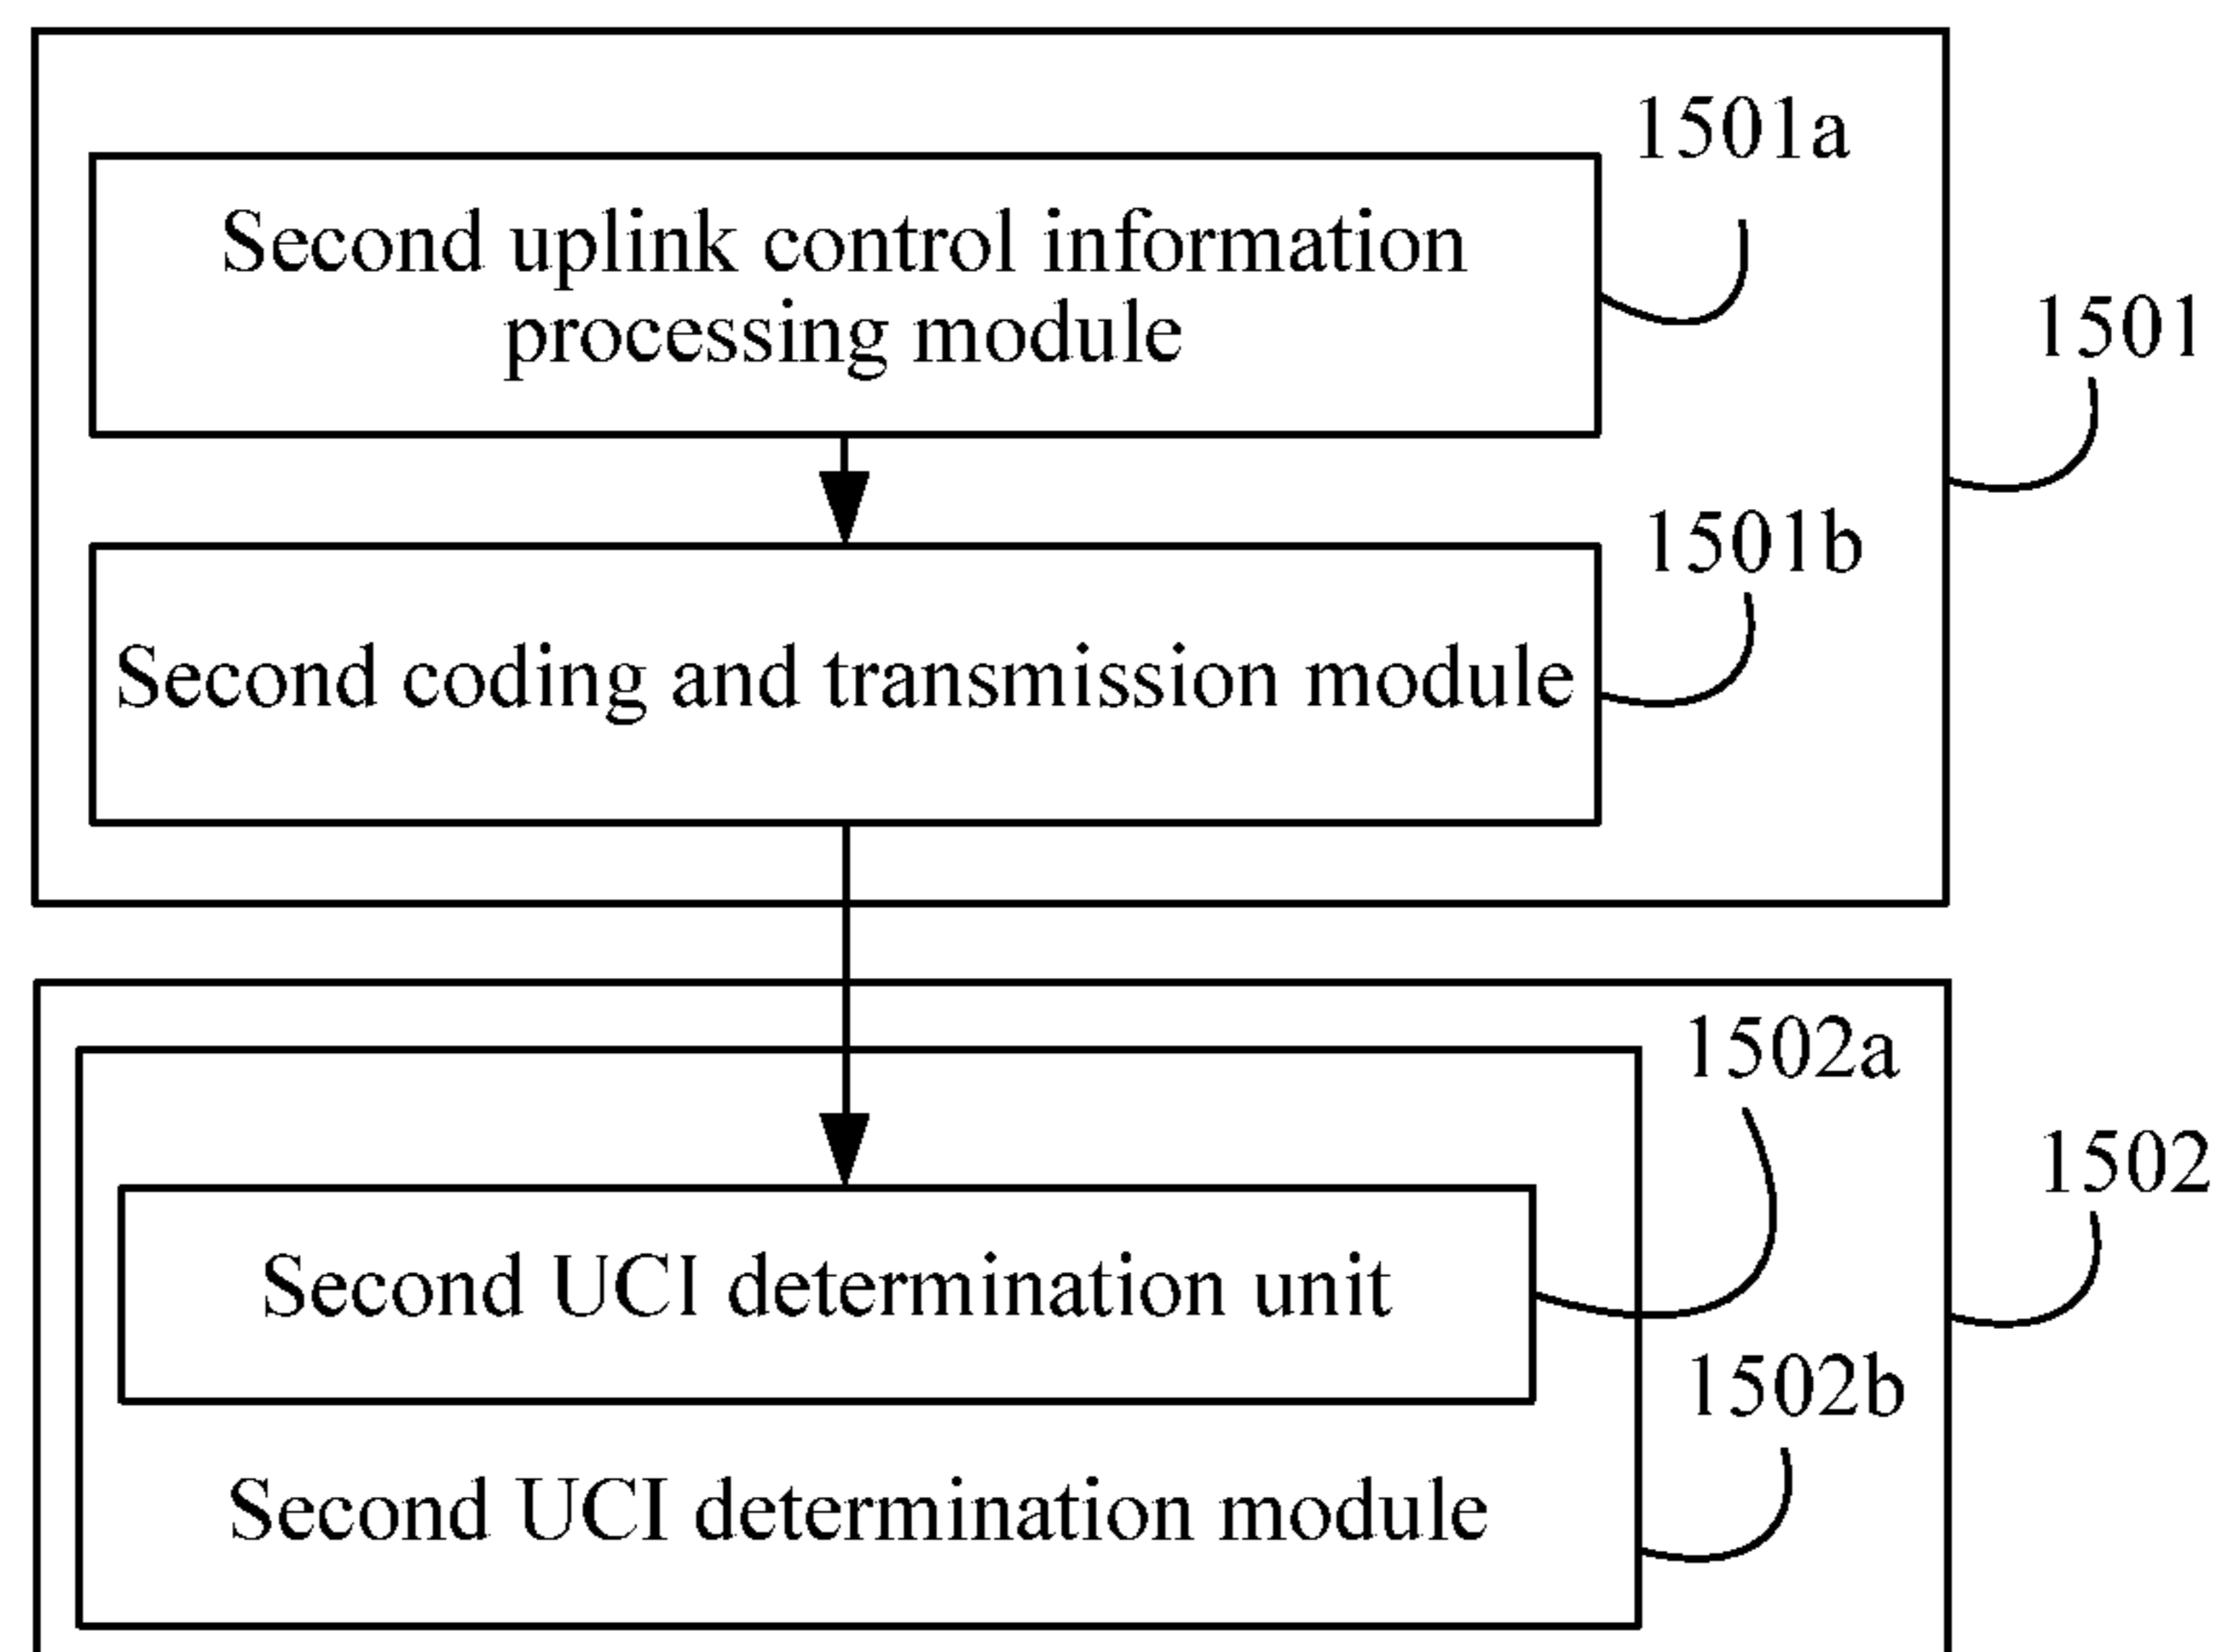 1501a
Second uplink control information
processing module
1501
1501b
Second coding and transmission module
1502a
1502
Second UCI determination unit
1502b
Second UCI determination module